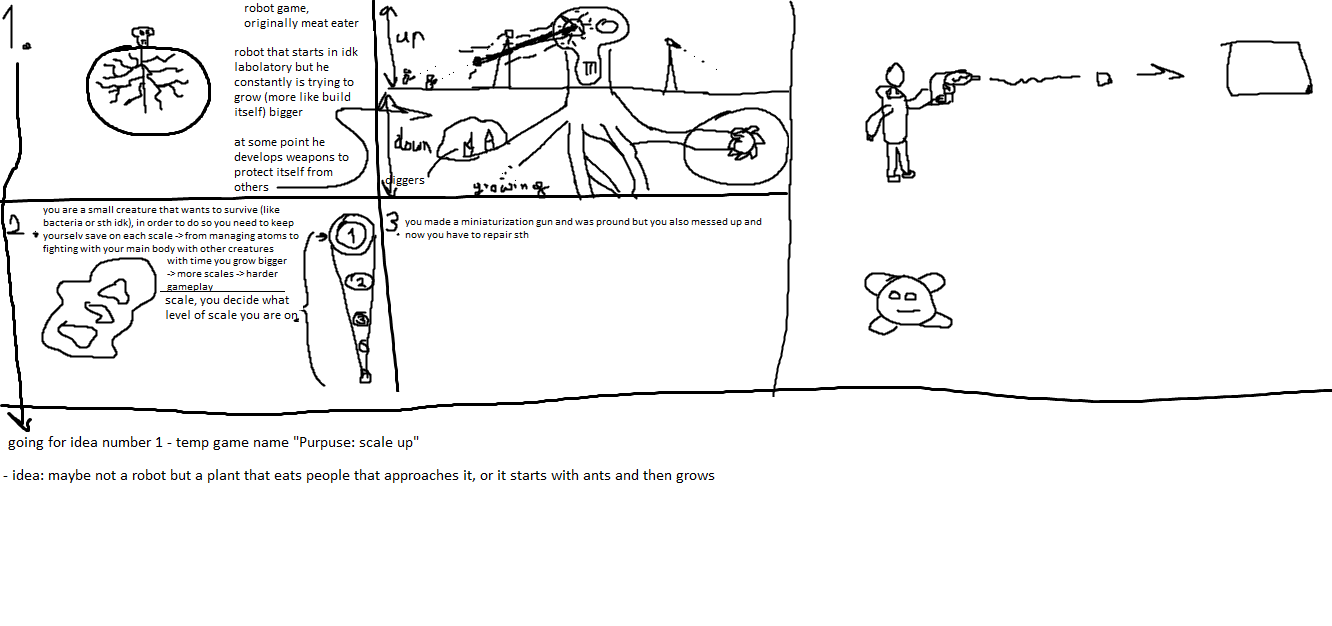 1.
robot game,
originally meat eater
robot that starts in idk
labolatory but he
constantly is trying to
grow (more like build
itself) bigger
at some point he
develops weapons to
protect itself from
others
up
down
diggers
growing
2.
you are a small creature that wants to survive (like
bacteria or sth idk), in order to do so you need to keep
yourselv save on each scale -> from managing atoms to
fighting with your main body with other creatures
with time you grow bigger
-> more scales -> harder
gameplay
scale, you decide what
level of scale you are on
1
2
3
3.
you made a miniaturization gun and was pround but you also messed up and
now you have to repair sth
going for idea number 1 - temp game name "Purpuse: scale up"
- idea: maybe not a robot but a plant that eats people that approaches it, or it starts with ants and then grows